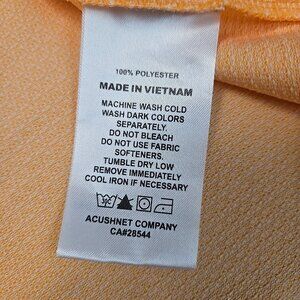 100% POLYESTER
MADE IN VIETNAM
MACHINE WASH COLD
WASH DARK COLORS
SEPARATELY.
DO NOT BLEACH
DO NOT USE FABRIC
SOFTENERS.
TUMBLE DRY LOW
REMOVE IMMEDIATELY
COOL IRON IF NECESSARY
ACUSHNET COMPANY
CA#28544